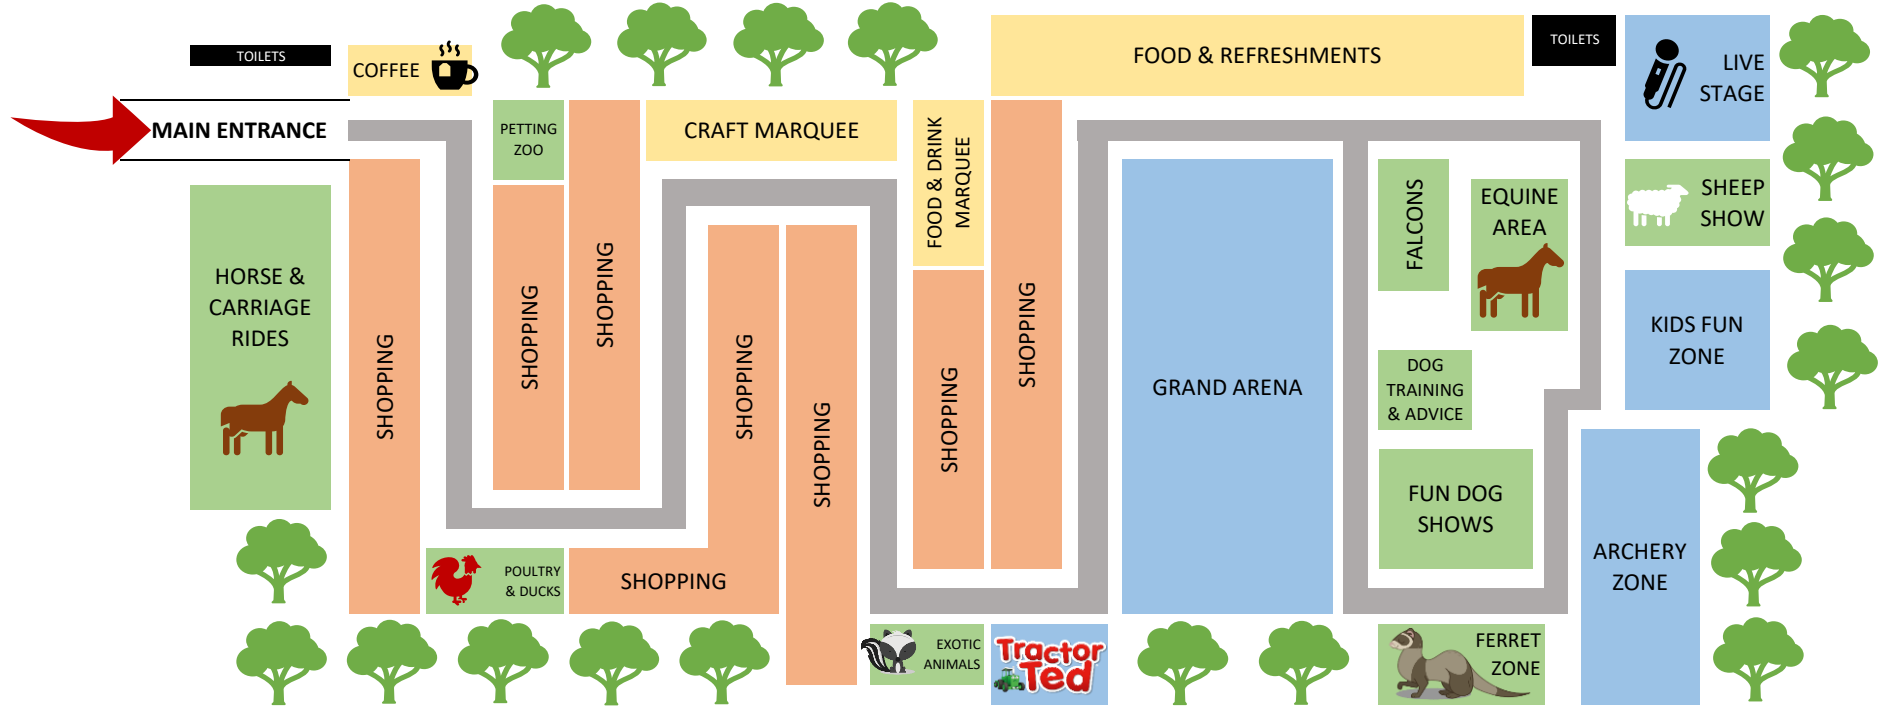 TOILETS
COFFEE
MAIN ENTRANCE
HORSE &
CARRIAGE
RIDES
SHOPPING
PETTING
ZOO
SHOPPING
SHOPPING
POULTRY
& DUCKS
SHOPPING
CRAFT MARQUEE
SHOPPING
SHOPPING
FOOD & DRINK
MARQUEE
SHOPPING
EXOTIC
ANIMALS
SHOPPING
Tractor
Ted
FOOD & REFRESHMENTS
TOILETS
GRAND ARENA
FALCONS
EQUINE
AREA
DOG
TRAINING
& ADVICE
FUN DOG
SHOWS
FERRET
ZONE
LIVE
STAGE
SHEEP
SHOW
KIDS FUN
ZONE
ARCHERY
ZONE